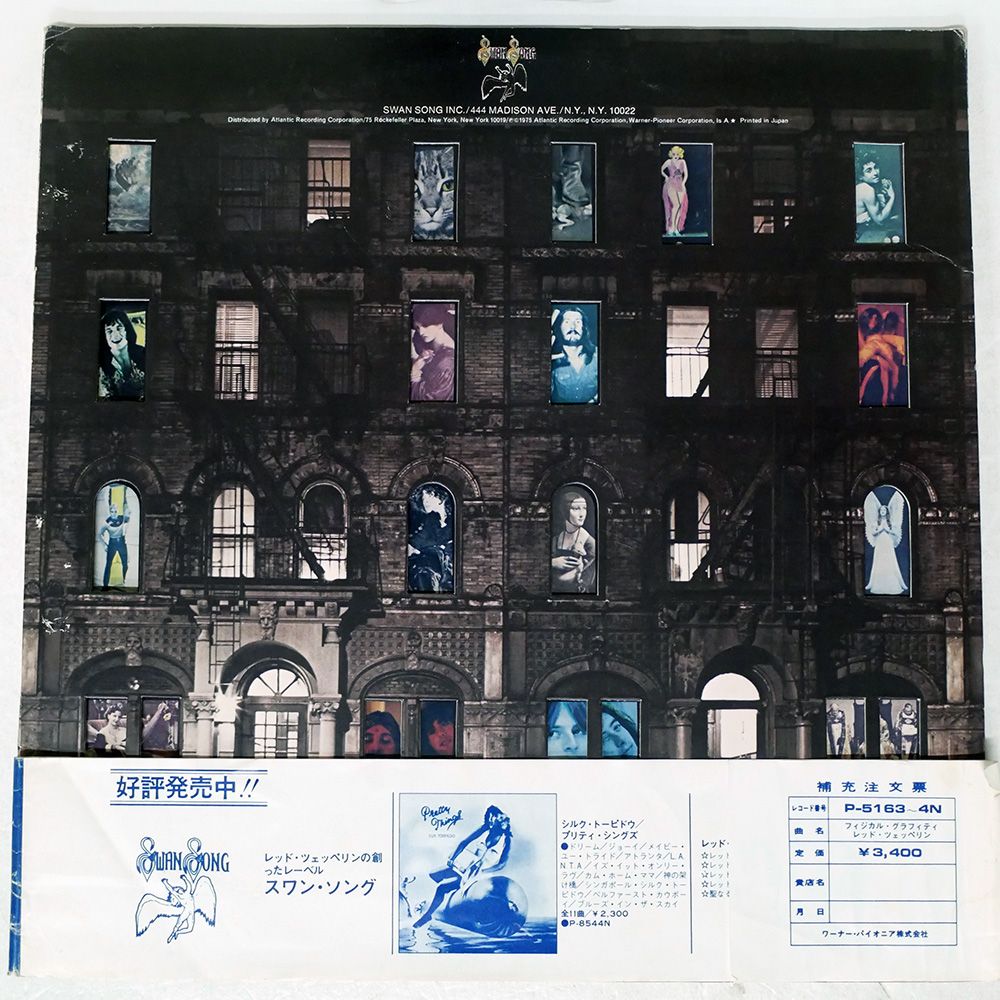 SWAN SONG
SWAN SONG INC./444 MADISON AVE./N.Y., N.Y. 10022
Distributed by Atlantic Recording Corporation/75 Rockefeller Plaza, New York, New York 10019/℗©1975 Atlantic Recording Corporation, Warner-Pioneer Corporation, Is A ★ Printed in Japan
好評発売中!!
SWAN SONG
レッド・ツェッペリンの創
ったレーベル
スワン・ソング
Pretty
Things
SILK TORPEDO
シルク・トーピドウ/
プリティ・シングズ
●ドリーム/ジョーイ/メイビー・
ユー・トライド/アトランタ/L.A.
N.T.A./イズ・イット・オンリー・
ラヴ/カム・ホーム・ママ/神の架
け橋/シンガポール・シルク・トー
ピドウ/ベルファースト・カウボー
イ/ブルーズ・イン・ザ・スカイ
全11曲/¥2,300
●P-8544N
レッド・
☆レッ
☆レッ
☆レッ
☆レッ
☆聖なる
補充注文票
レコード番号 P-5163~4N
曲名 フィジカル・グラフィティ
レッド・ツェッペリン
定価 ¥3,400
貴店名
月日
ワーナー・パイオニア株式会社